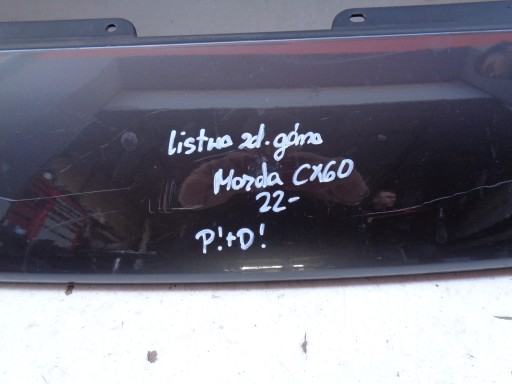 listwa zd. górna
Mazda CX60
22-
P!+D!